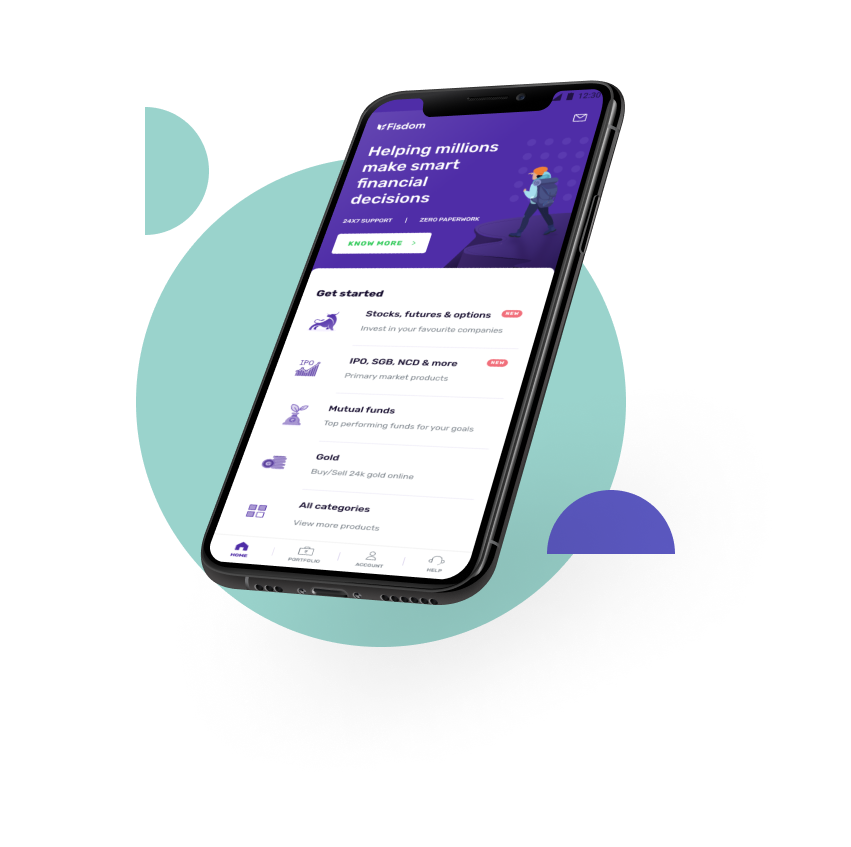 12:30
Fisdom
Helping millions
make smart
financial
decisions
24X7 SUPPORT | ZERO PAPERWORK
KNOW MORE
Get started
Stocks, futures & options NEW
Invest in your favourite companies
IPO
IPO, SGB, NCD & more NEW
Primary market products
Mutual funds
Top performing funds for your goals
Gold
Buy/Sell 24k gold online
All categories
View more products
HOME PORTFOLIO ACCOUNT HELP